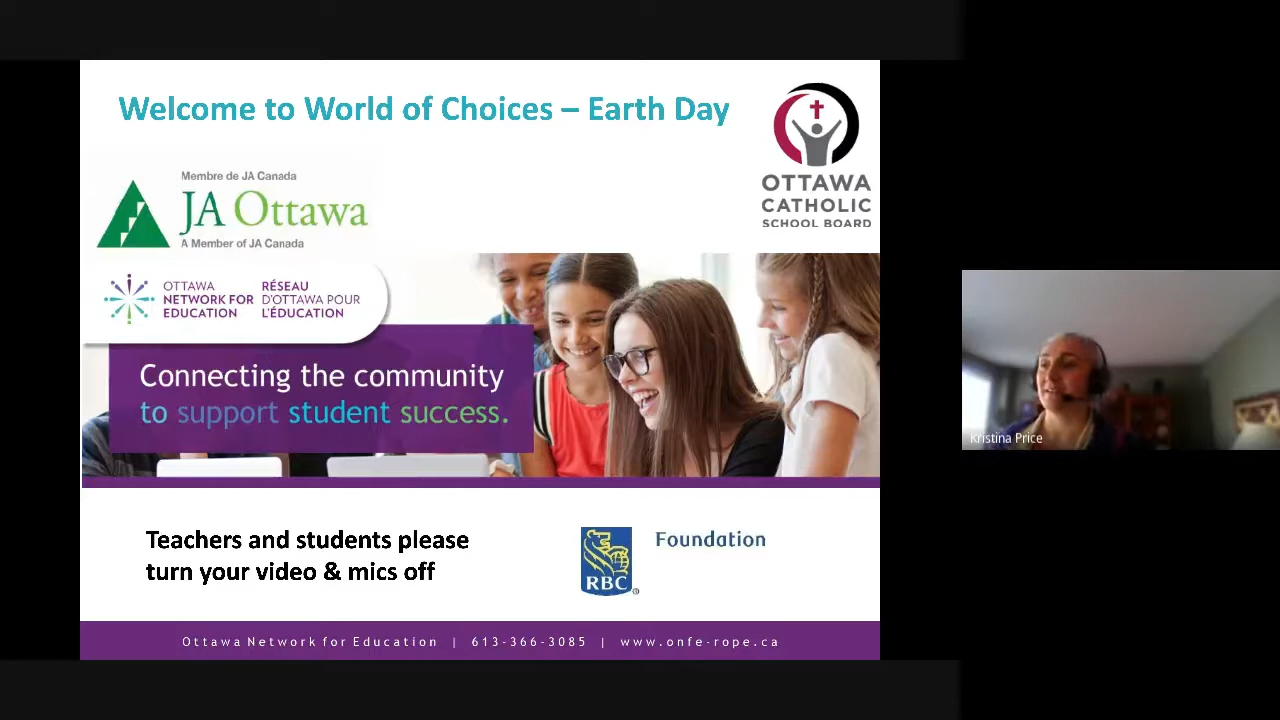 Welcome to World of Choices – Earth Day
OTTAWA
CATHOLIC
SCHOOL BOARD
Membre de JA Canada
JA Ottawa
A Member of JA Canada
OTTAWA
NETWORK FOR
EDUCATION
RÉSEAU
D'OTTAWA POUR
L'ÉDUCATION
Connecting the community
to support student success.
Teachers and students please
turn your video & mics off
RBC®
Foundation
Ottawa Network for Education | 613-366-3085 | www.onfe-rope.ca
Kristina Price